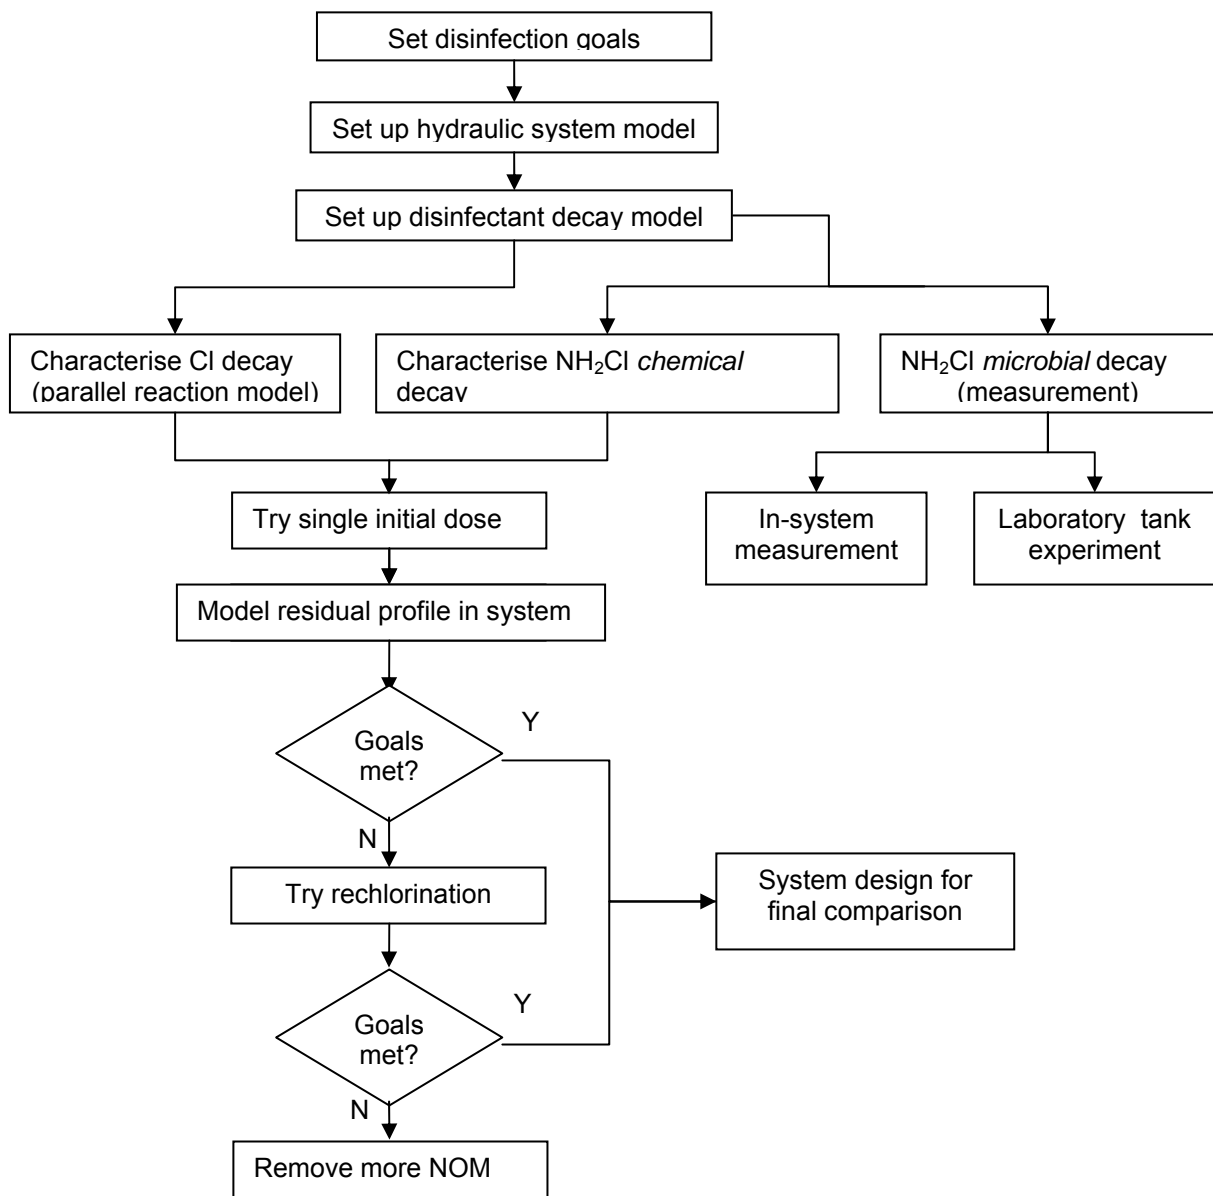 Set disinfection goals
Set up hydraulic system model
Set up disinfectant decay model
Characterise Cl decay
(parallel reaction model)
Characterise NH₂Cl chemical
decay
NH₂Cl microbial decay
(measurement)
Try single initial dose
In-system
measurement
Laboratory tank
experiment
Model residual profile in system
Goals
met?
Y
N
Try rechlorination
System design for
final comparison
Goals
met?
Y
N
Remove more NOM